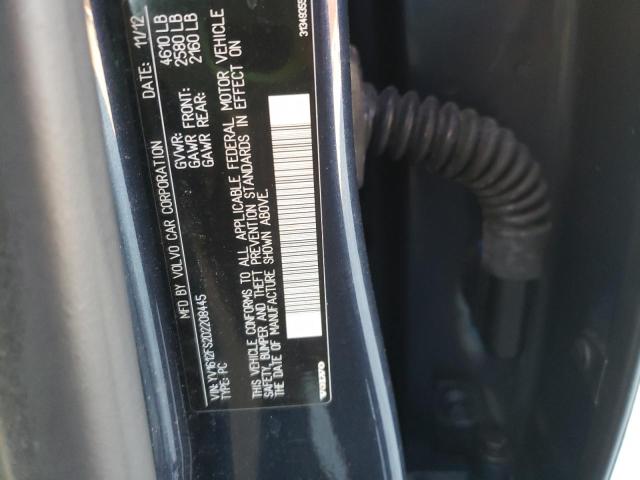 MFD BY VOLVO CAR CORPORATION DATE: 11/12
GVWR: 4610 LB
GAWR FRONT: 2580 LB
GAWR REAR: 2160 LB
THIS VEHICLE CONFORMS TO ALL APPLICABLE FEDERAL MOTOR VEHICLE
SAFETY, BUMPER AND THEFT PREVENTION STANDARDS IN EFFECT ON
THE DATE OF MANUFACTURE SHOWN ABOVE.
VIN: YV1612FS2D2208445
TYPE: PC
VOLVO